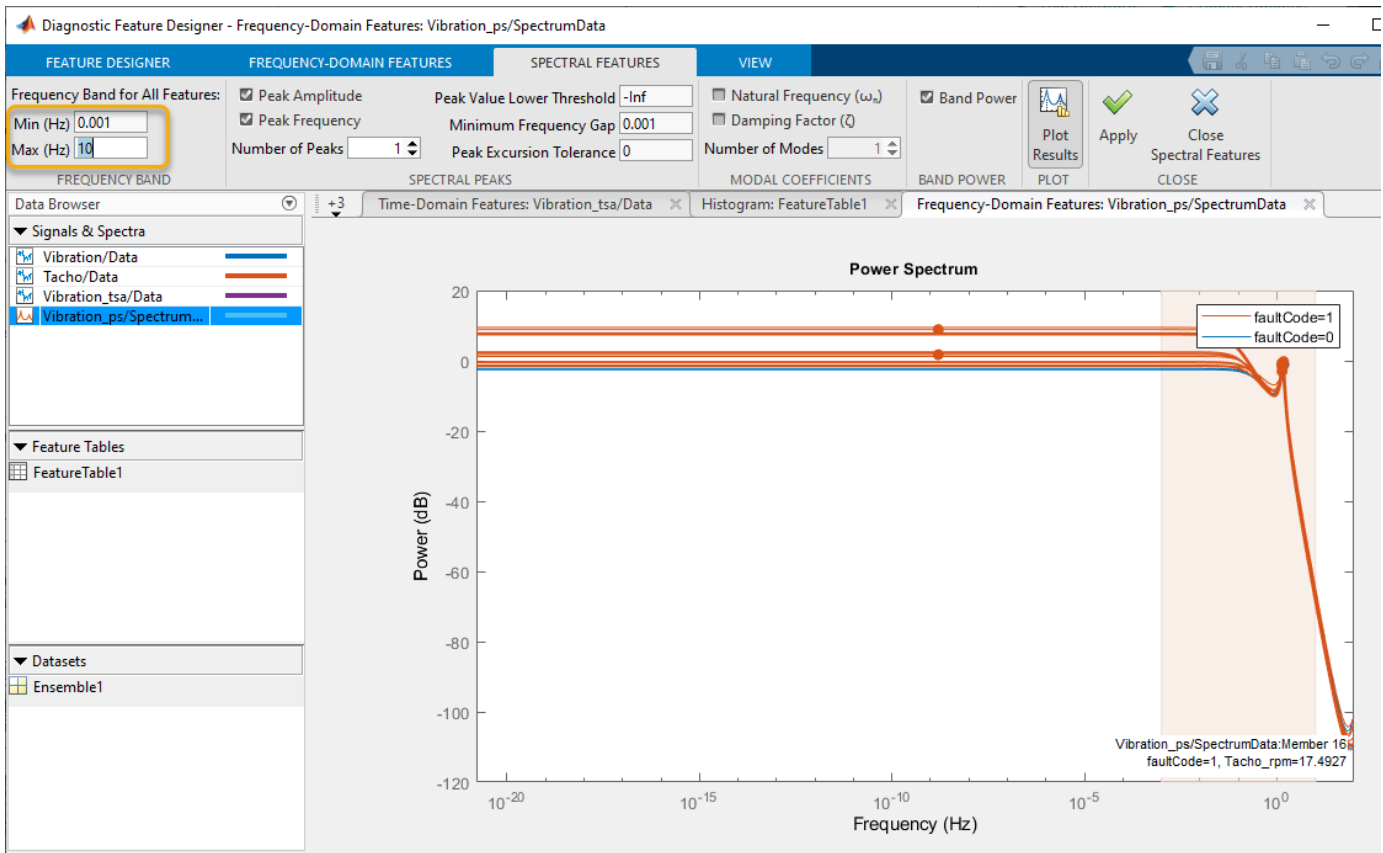 Diagnostic Feature Designer - Frequency-Domain Features: Vibration_ps/SpectrumData
FEATURE DESIGNER FREQUENCY-DOMAIN FEATURES SPECTRAL FEATURES VIEW
Frequency Band for All Features:
Min (Hz) 0.001
Max (Hz) 10
FREQUENCY BAND
Peak Amplitude
Peak Frequency
Number of Peaks 1
Peak Value Lower Threshold -Inf
Minimum Frequency Gap 0.001
Peak Excursion Tolerance 0
SPECTRAL PEAKS
Natural Frequency (ωn)
Damping Factor (ζ)
Number of Modes 1
MODAL COEFFICIENTS
Band Power
BAND POWER
Plot
Results
PLOT
Apply
Close
Spectral Features
CLOSE
Data Browser
+3 Time-Domain Features: Vibration_tsa/Data Histogram: FeatureTable1 Frequency-Domain Features: Vibration_ps/SpectrumData
Signals & Spectra
Vibration/Data
Tacho/Data
Vibration_tsa/Data
Vibration_ps/Spectrum...
Feature Tables
FeatureTable1
Datasets
Ensemble1
Power Spectrum
faultCode=1
faultCode=0
20
0
-20
-40
-60
-80
-100
-120
Power (dB)
Vibration_ps/SpectrumData:Member 16
faultCode=1, Tacho_rpm=17.4927
10^-20 10^-15 10^-10 10^-5 10^0
Frequency (Hz)